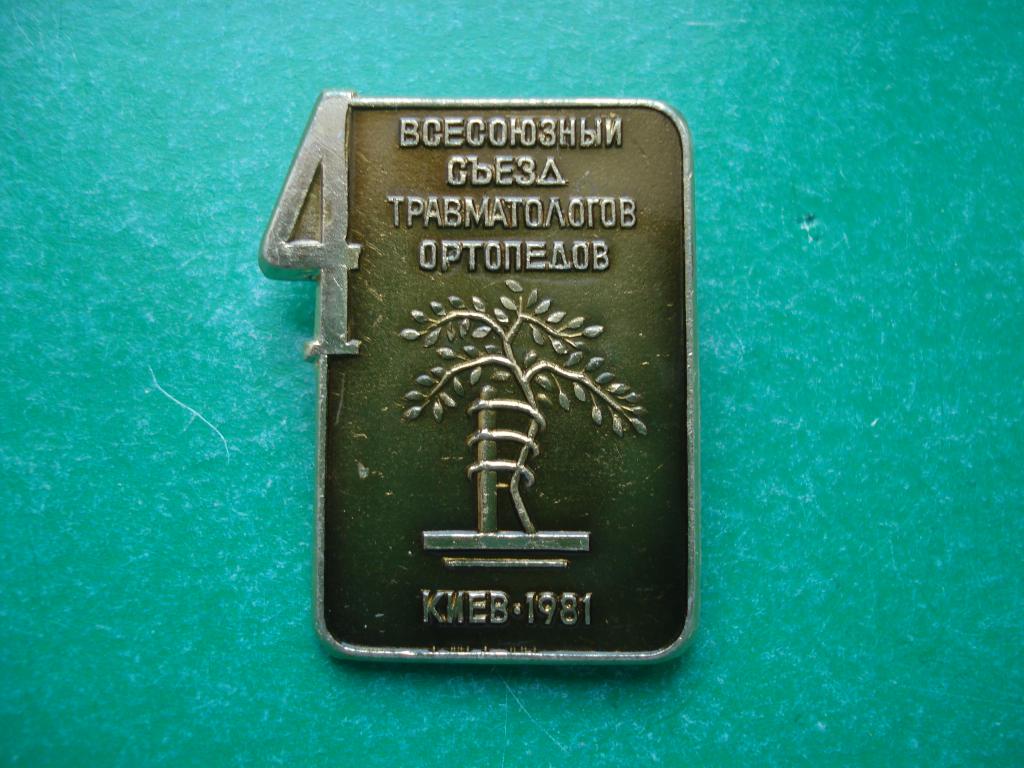 4
ВСЕСОЮЗНЫЙ
СЪЕЗД
ТРАВМАТОЛОГОВ
ОРТОПЕДОВ
КИЕВ·1981